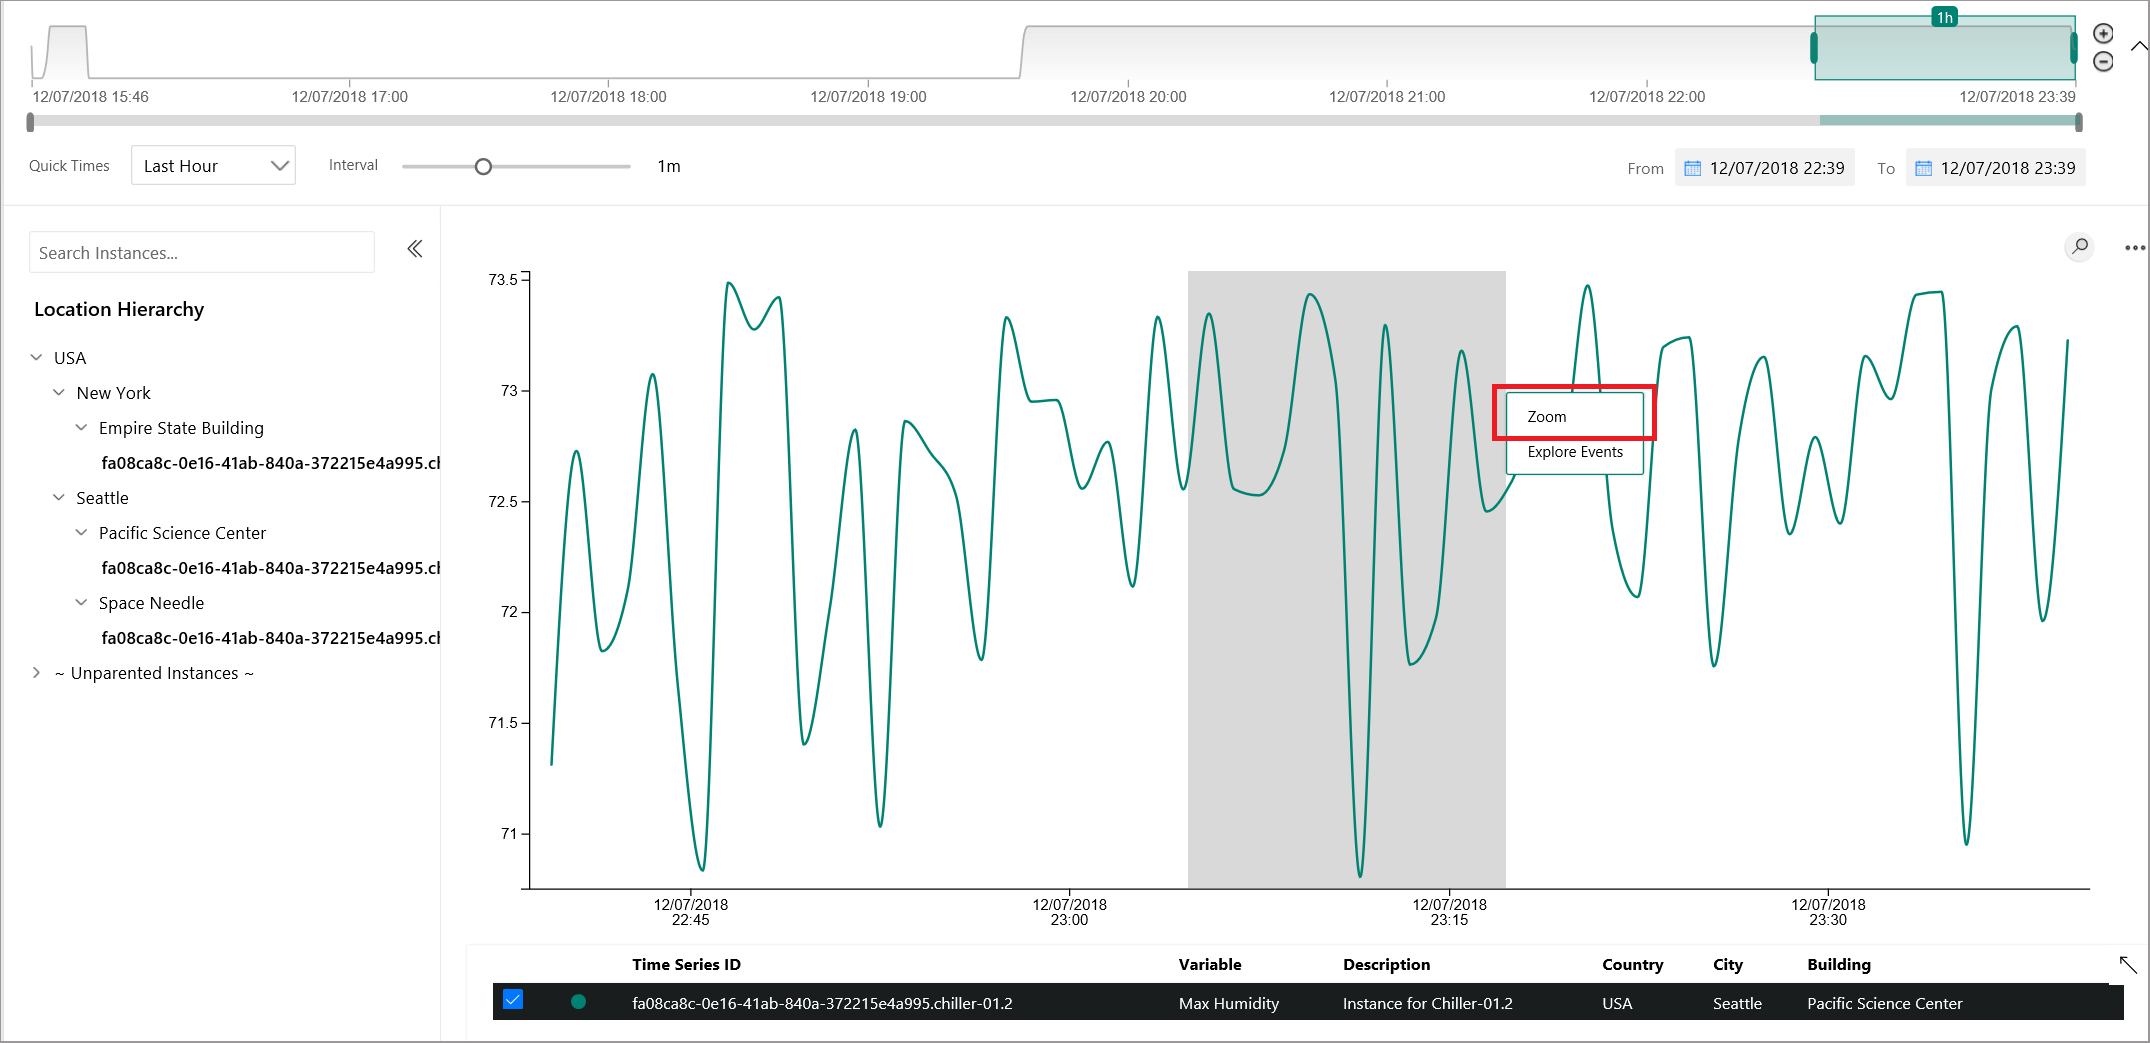 1h
12/07/2018 15:46 12/07/2018 17:00 12/07/2018 18:00 12/07/2018 19:00 12/07/2018 20:00 12/07/2018 21:00 12/07/2018 22:00 12/07/2018 23:39
Quick Times Last Hour Interval 1m From 12/07/2018 22:39 To 12/07/2018 23:39
Search Instances...
Location Hierarchy
USA
New York
Empire State Building
fa08ca8c-0e16-41ab-840a-372215e4a995.ch
Seattle
Pacific Science Center
fa08ca8c-0e16-41ab-840a-372215e4a995.ch
Space Needle
fa08ca8c-0e16-41ab-840a-372215e4a995.ch
~ Unparented Instances ~
73.5
73
72.5
72
71.5
71
Zoom
Explore Events
12/07/2018 12/07/2018 12/07/2018 12/07/2018
22:45 23:00 23:15 23:30
Time Series ID Variable Description Country City Building
fa08ca8c-0e16-41ab-840a-372215e4a995.chiller-01.2 Max Humidity Instance for Chiller-01.2 USA Seattle Pacific Science Center